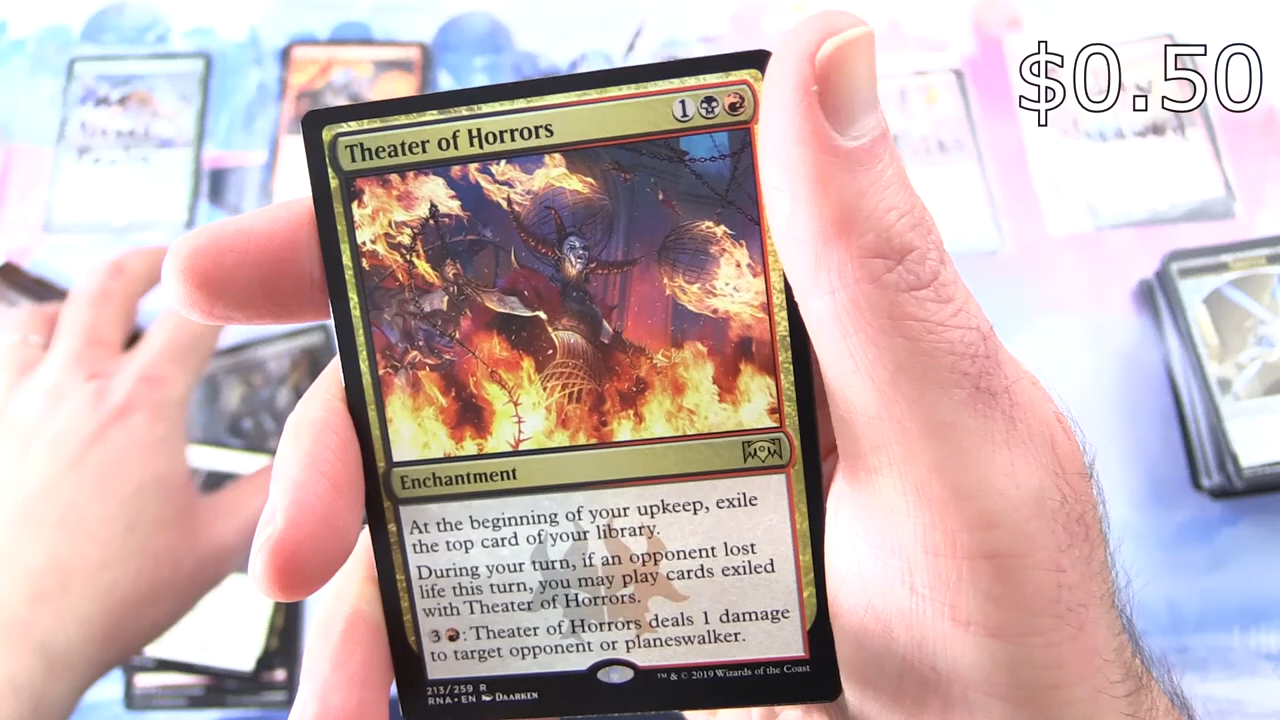 $0.50
Theater of Horrors
1
Enchantment
At the beginning of your upkeep, exile
the top card of your library.
During your turn, if an opponent lost
life this turn, you may play cards exiled
with Theater of Horrors.
3 : Theater of Horrors deals 1 damage
to target opponent or planeswalker.
213/259 R
RNA • EN DAARKEN
™ & © 2019 Wizards of the Coast